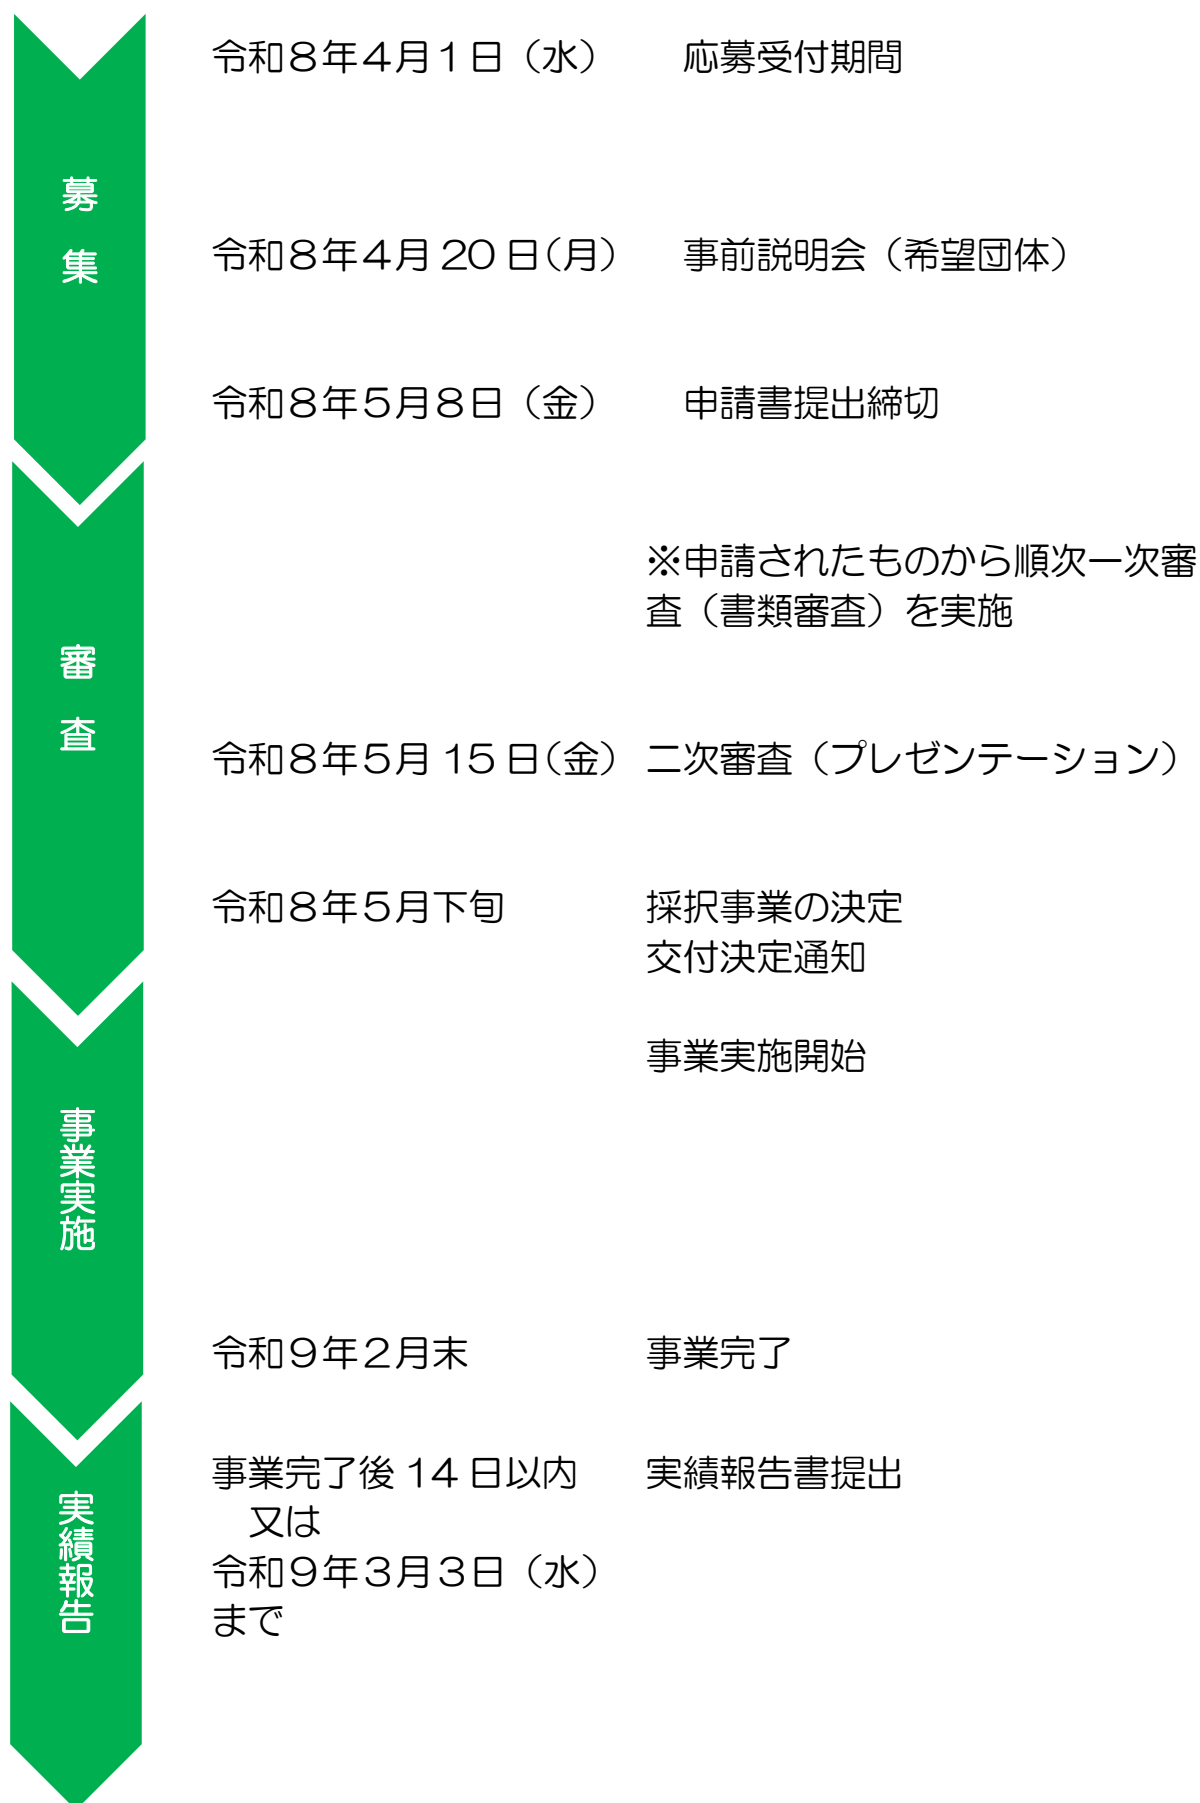 募集
令和８年４月１日（水）　　応募受付期間
令和８年４月 20 日(月)　　事前説明会（希望団体）
令和８年５月８日（金）　　申請書提出締切
審査
※申請されたものから順次一次審
査（書類審査）を実施
令和８年５月 15 日(金)　二次審査（プレゼンテーション）
令和８年５月下旬　　採択事業の決定
交付決定通知
事業実施
事業実施開始
令和９年２月末　　事業完了
実績報告
事業完了後 14 日以内　　実績報告書提出
又は
令和９年３月３日（水）
まで